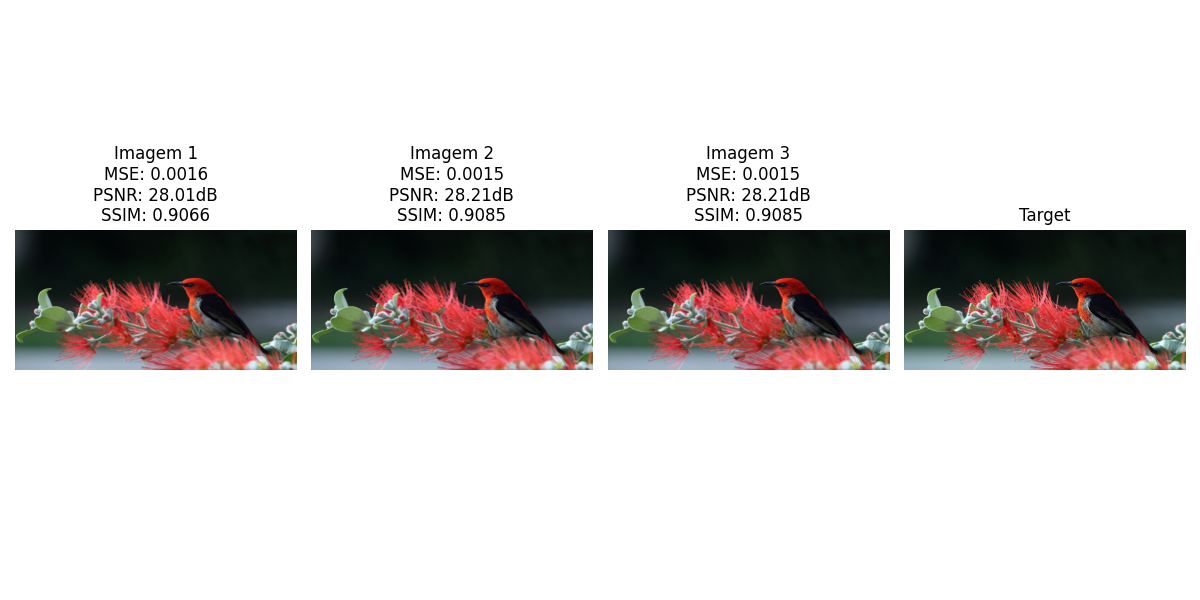 Imagem 1
MSE: 0.0016
PSNR: 28.01dB
SSIM: 0.9066
Imagem 2
MSE: 0.0015
PSNR: 28.21dB
SSIM: 0.9085
Imagem 3
MSE: 0.0015
PSNR: 28.21dB
SSIM: 0.9085
Target